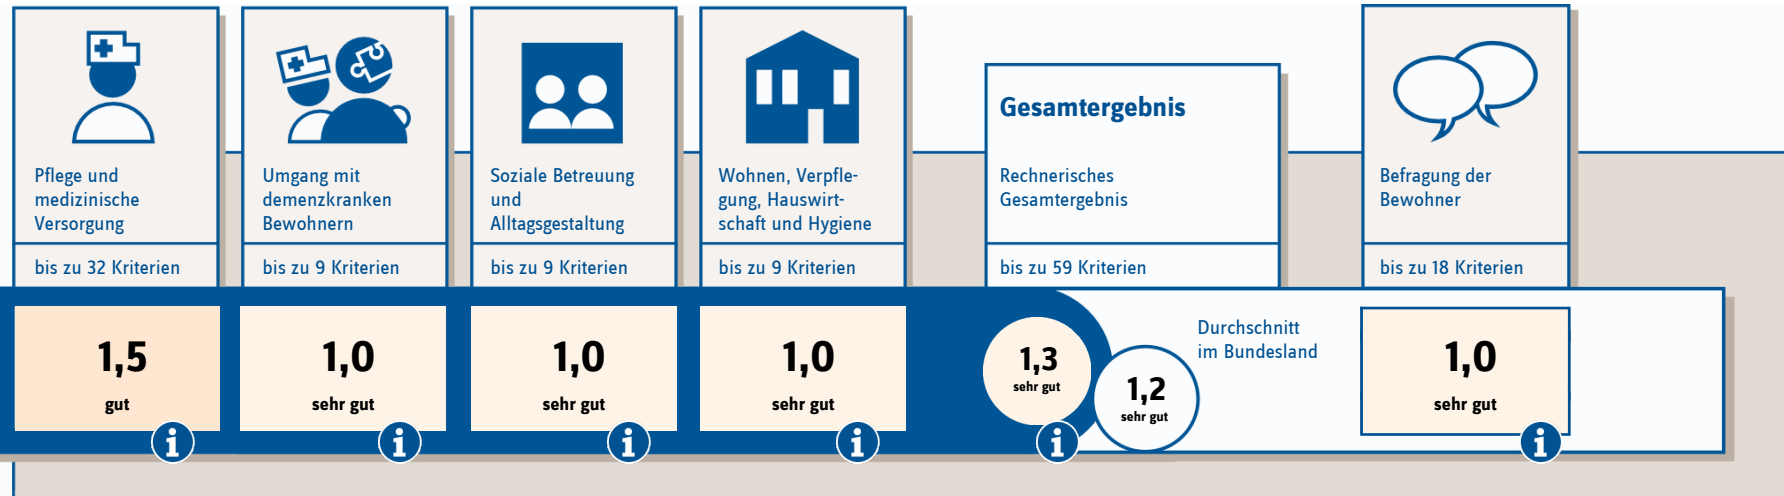 Pflege und
medizinische
Versorgung
bis zu 32 Kriterien
1,5
gut
i
Umgang mit
demenzkranken
Bewohnern
bis zu 9 Kriterien
1,0
sehr gut
i
Soziale Betreuung
und
Alltagsgestaltung
bis zu 9 Kriterien
1,0
sehr gut
i
Wohnen, Verpfle-
gung, Hauswirt-
schaft und Hygiene
bis zu 9 Kriterien
1,0
sehr gut
i
Gesamtergebnis
Rechnerisches
Gesamtergebnis
bis zu 59 Kriterien
1,3
sehr gut
i
1,2
sehr gut
Durchschnitt
im Bundesland
Befragung der
Bewohner
bis zu 18 Kriterien
1,0
sehr gut
i